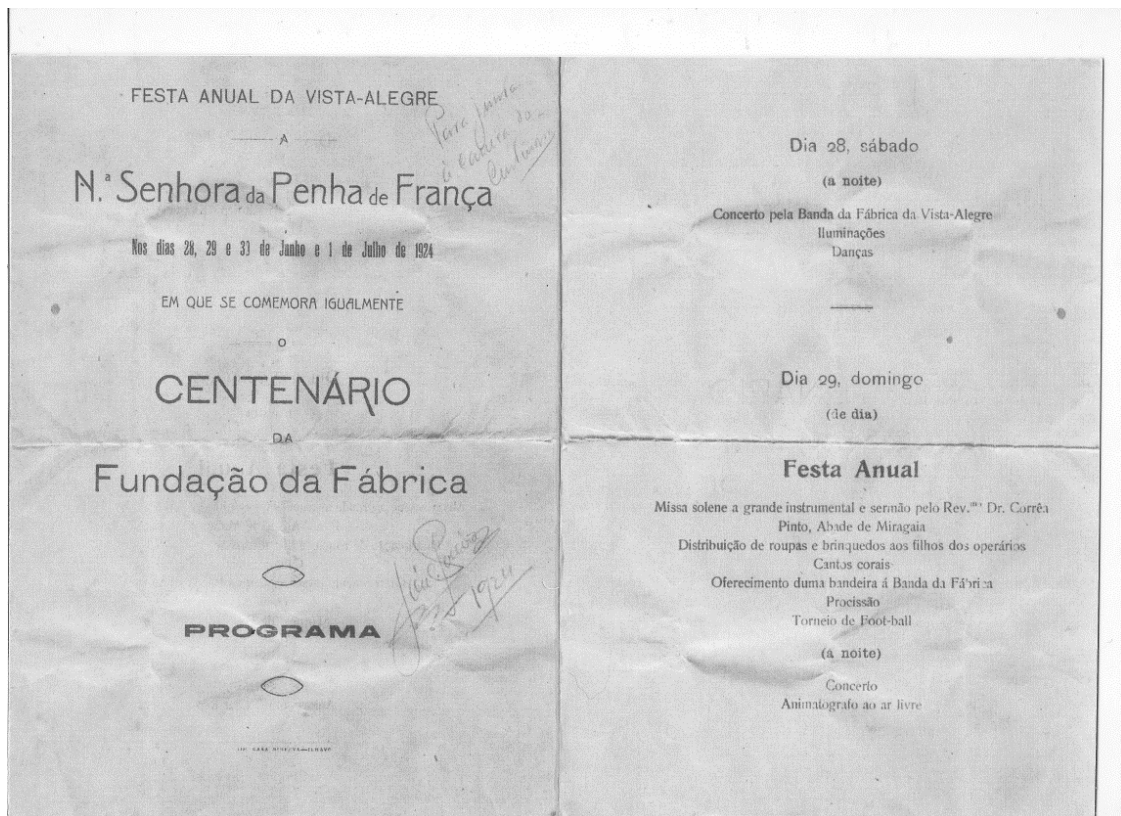 FESTA ANUAL DA VISTA-ALEGRE
A
N.ª Senhora da Penha de França
Nos dias 28, 29 e 30 de Junho e 1 de Julho de 1924
EM QUE SE COMEMORA IGUALMENTE
O
CENTENÁRIO
DA
Fundação da Fábrica
1924
PROGRAMA
Dia 28, sábado
(á noite)
Concerto pela Banda da Fábrica da Vista-Alegre
Iluminações
Danças
Dia 29, domingo
(de dia)
Festa Anual
Missa solene a grande instrumental e sermão pelo Rev.mo Dr. Corrêa
Pinto, Abade de Miragaia
Distribuição de roupas e brinquedos aos filhos dos operários
Cantos corais
Oferecimento duma bandeira á Banda da Fábrica
Procissão
Torneio de Foot-ball
(á noite)
Concerto
Animatografo ao ar livre